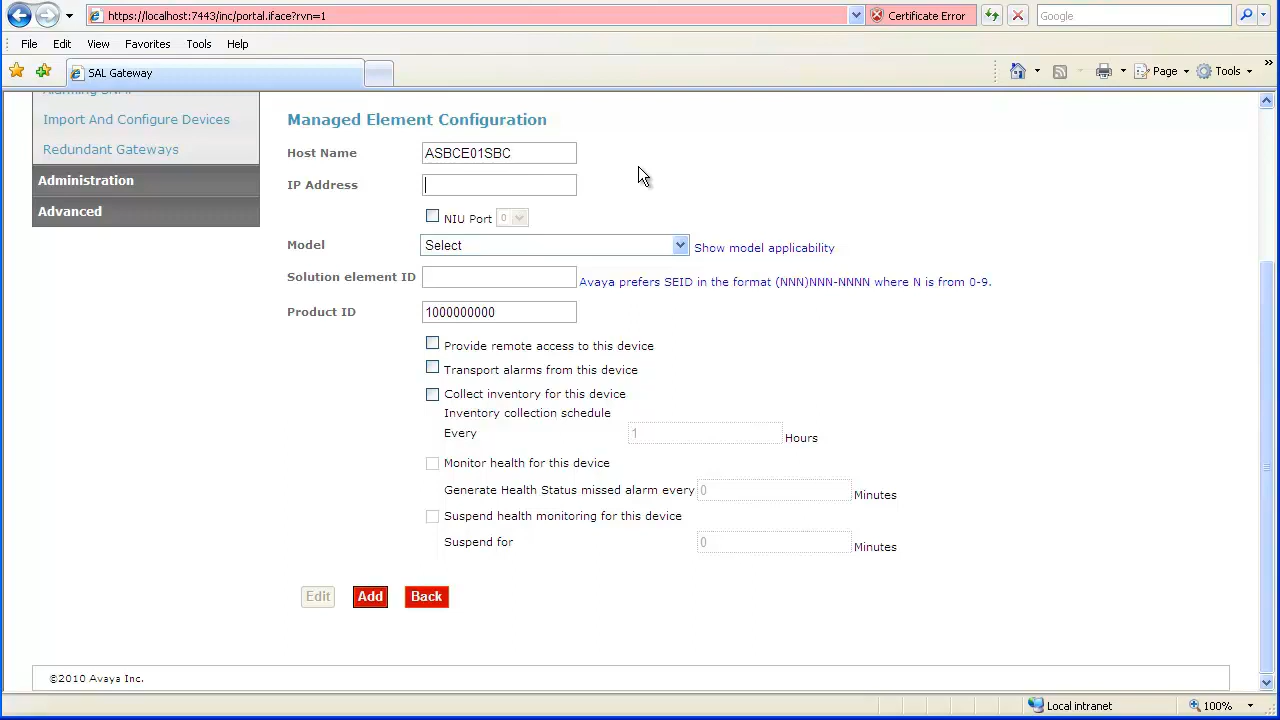 https://localhost:7443/inc/portal.iface?rvn=1
Certificate Error
Google
File Edit View Favorites Tools Help
SAL Gateway
Page Tools
Import And Configure Devices
Redundant Gateways
Administration
Advanced
Managed Element Configuration
Host Name ASBCE01SBC
IP Address
NIU Port 0
Model Select Show model applicability
Solution element ID Avaya prefers SEID in the format (NNN)NNN-NNNN where N is from 0-9.
Product ID 1000000000
Provide remote access to this device
Transport alarms from this device
Collect inventory for this device
Inventory collection schedule
Every 1 Hours
Monitor health for this device
Generate Health Status missed alarm every 0 Minutes
Suspend health monitoring for this device
Suspend for 0 Minutes
Edit Add Back
©2010 Avaya Inc.
Local intranet 100%